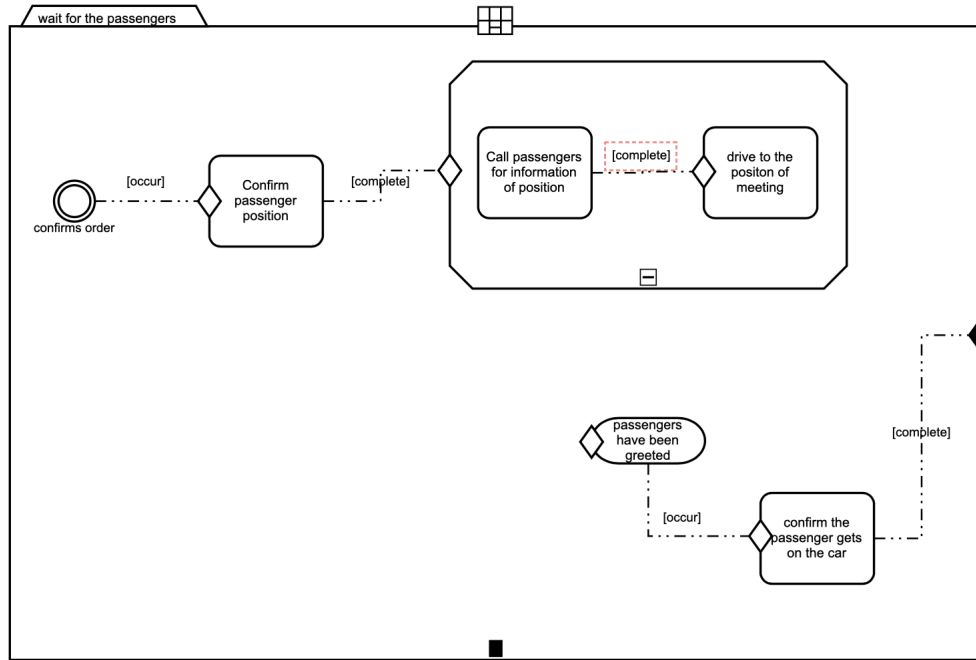 wait for the passengers
[occur]
confirms order
Confirm
passenger
position
[complete]
Call passengers
for information
of position
[complete]
drive to the
positon of
meeting
passengers
have been
greeted
[occur]
confirm the
passenger gets
on the car
[complete]